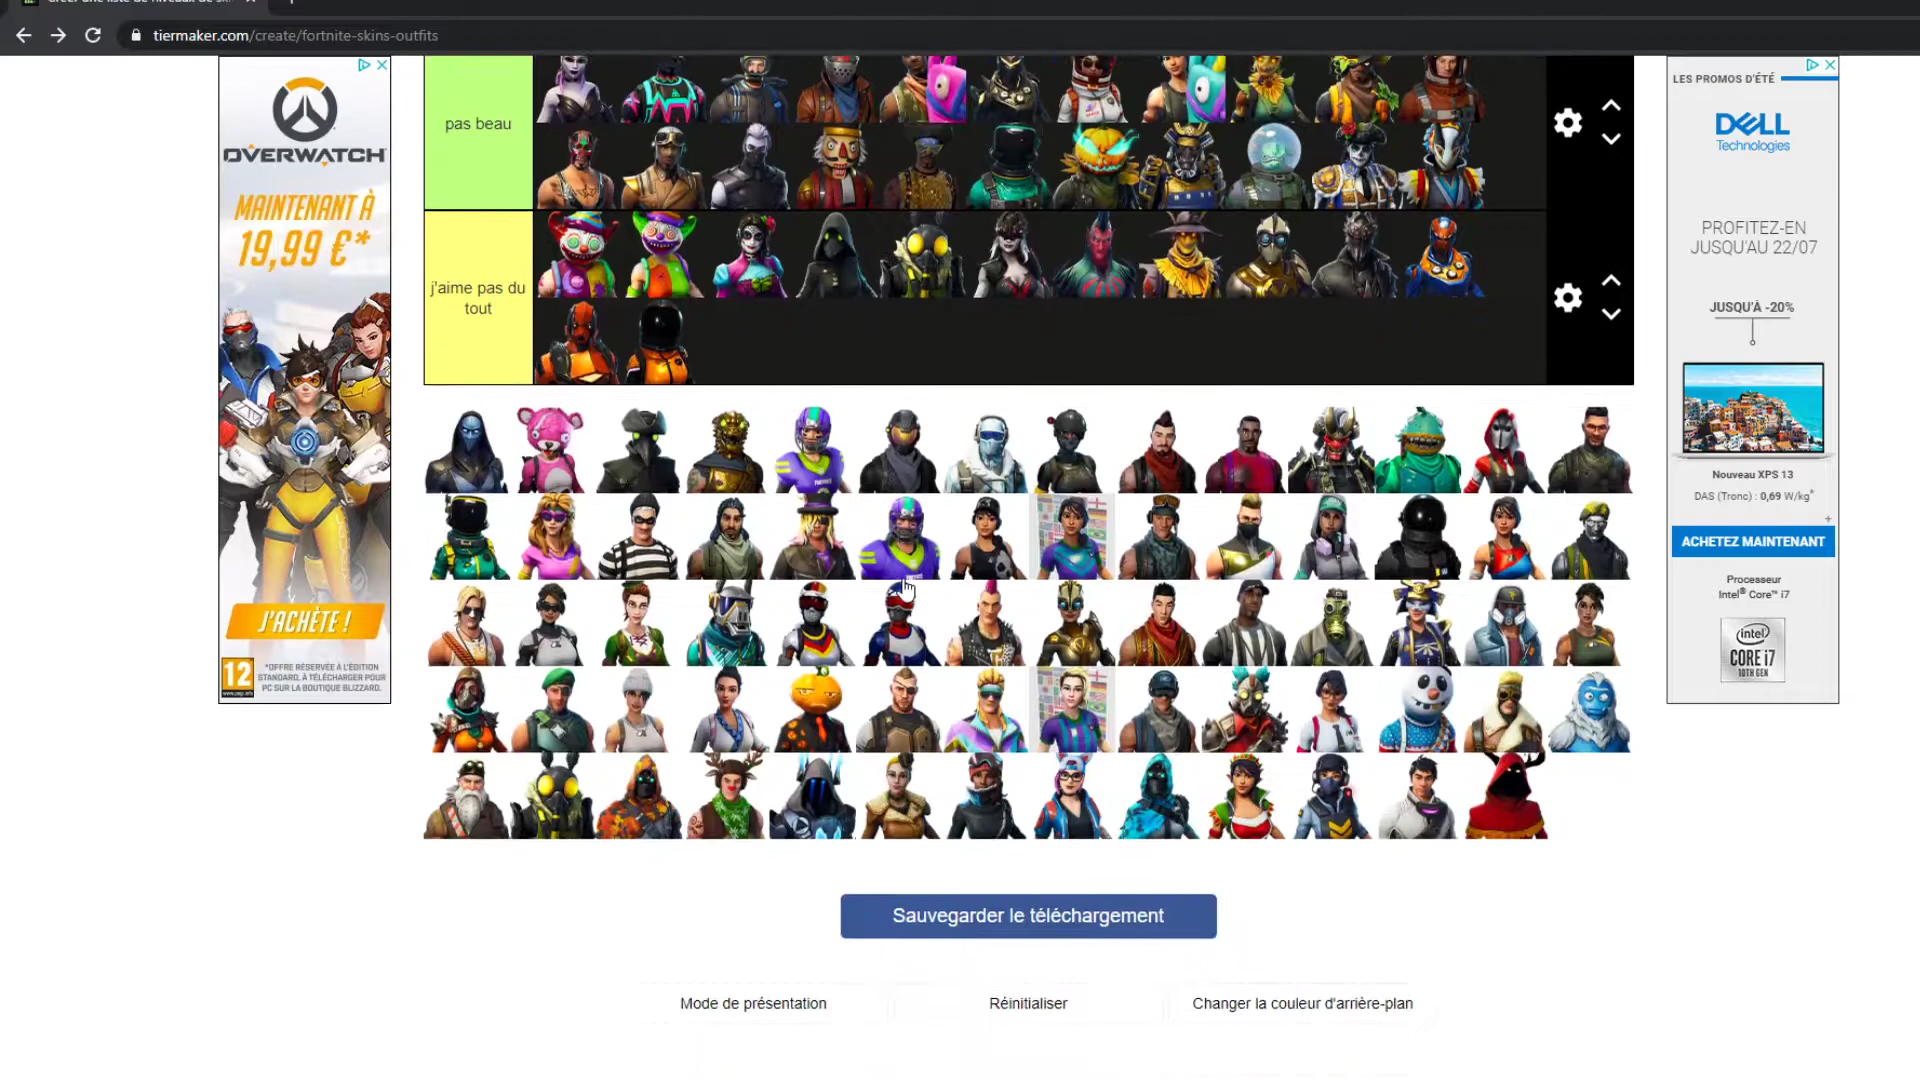 tiermaker.com/create/fortnite-skins-outfits
OVERWATCH
MAINTENANT À
19,99 €*
J'ACHÈTE !
12
*OFFRE RÉSERVÉE À L'ÉDITION
STANDARD, À TÉLÉCHARGER POUR
PC SUR LA BOUTIQUE BLIZZARD.
pas beau
j'aime pas du
tout
LES PROMOS D'ÉTÉ
DELL
Technologies
PROFITEZ-EN
JUSQU'AU 22/07
JUSQU'À -20%
Nouveau XPS 13
DAS (Tronc) : 0,69 W/kg*
+
ACHETEZ MAINTENANT
Processeur
Intel® Core™ i7
intel
CORE i7
10TH GEN
Sauvegarder le téléchargement
Mode de présentation
Réinitialiser
Changer la couleur d'arrière-plan